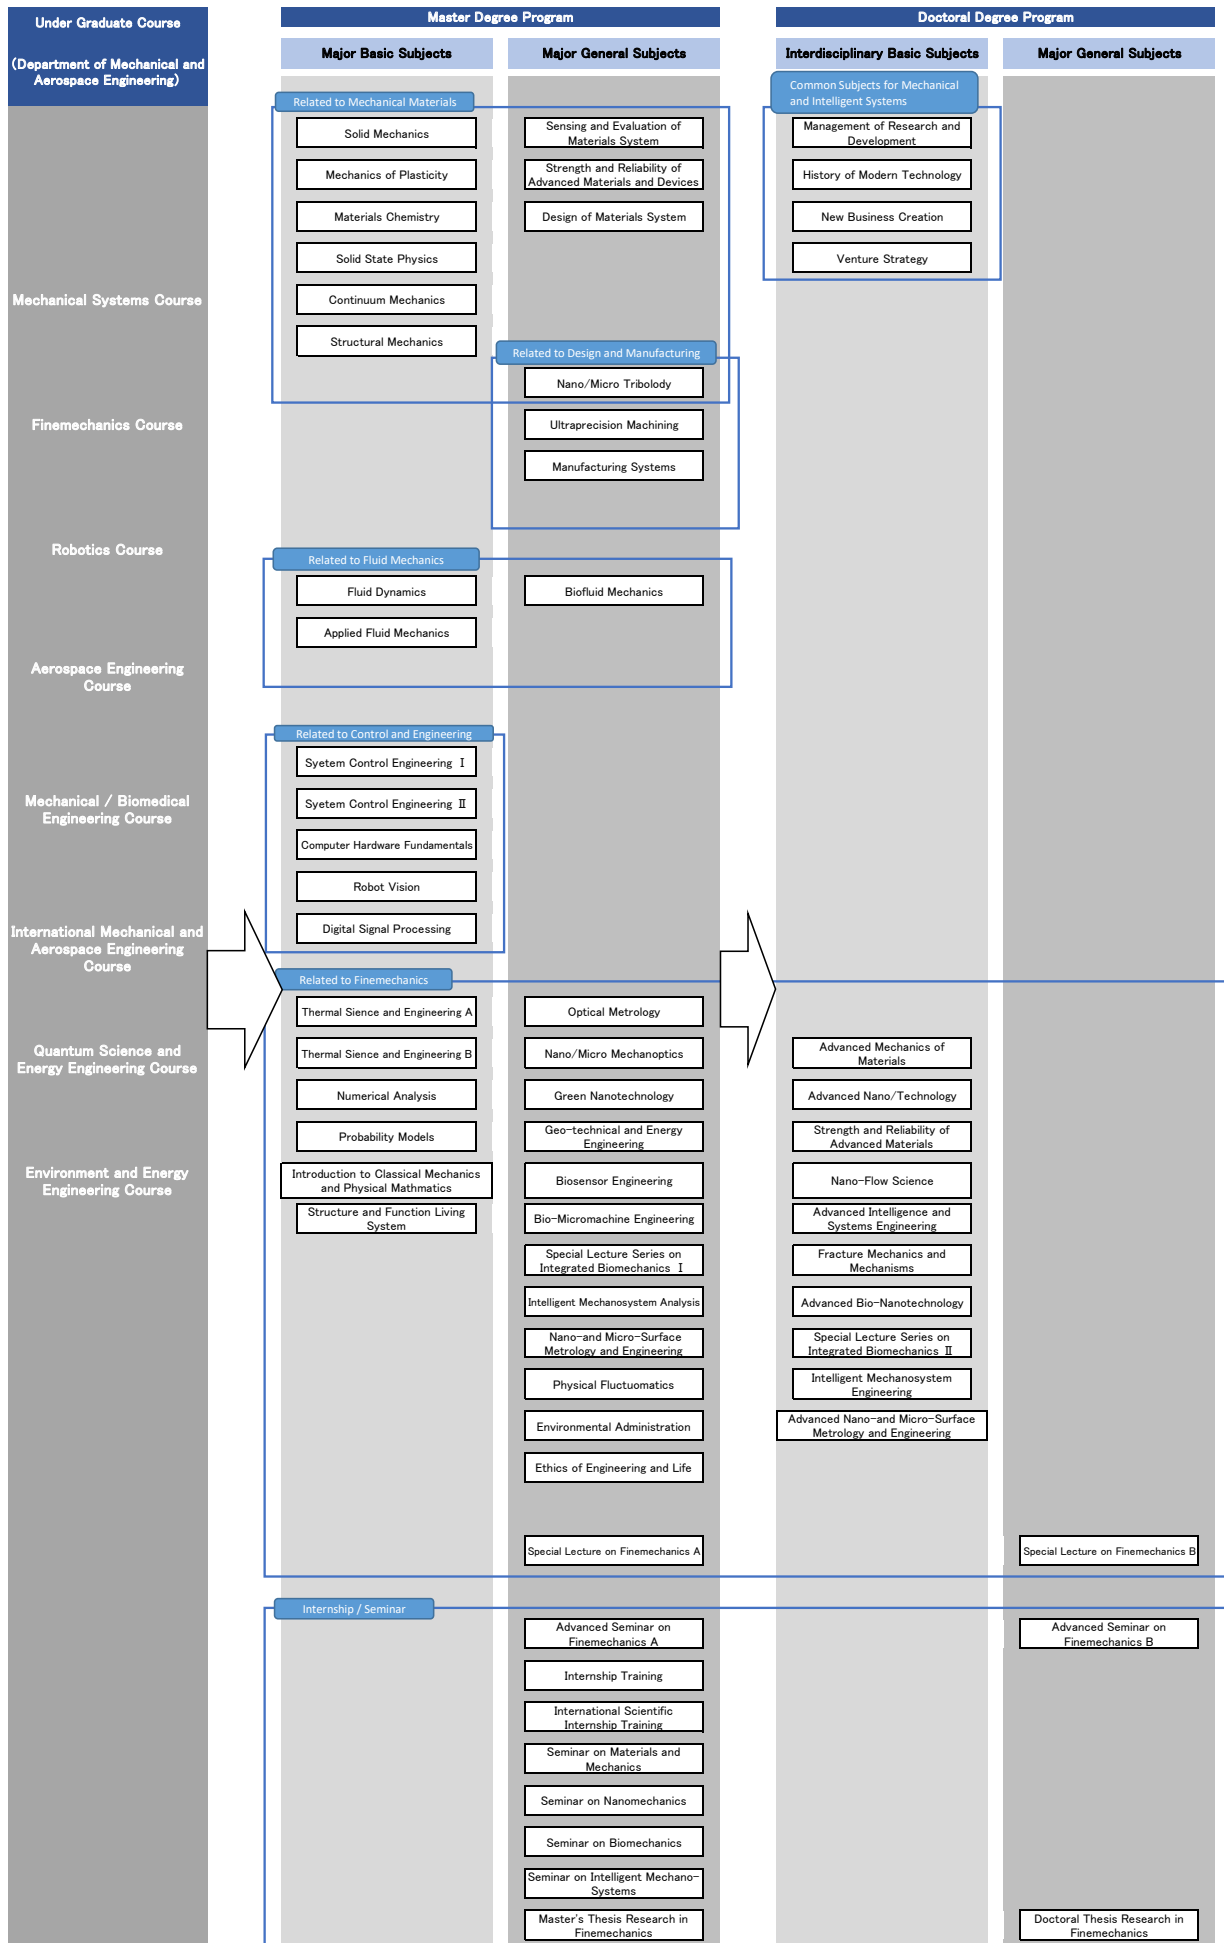 Under Graduate Course
(Department of Mechanical and
Aerospace Engineering)
Mechanical Systems Course
Finemechanics Course
Robotics Course
Aerospace Engineering
Course
Mechanical / Biomedical
Engineering Course
International Mechanical and
Aerospace Engineering
Course
Quantum Science and
Energy Engineering Course
Environment and Energy
Engineering Course
Master Degree Program
Major Basic Subjects
Major General Subjects
Related to Mechanical Materials
Solid Mechanics
Mechanics of Plasticity
Materials Chemistry
Solid State Physics
Continuum Mechanics
Structural Mechanics
Sensing and Evaluation of
Materials System
Strength and Reliability of
Advanced Materials and Devices
Design of Materials System
Related to Design and Manufacturing
Nano/Micro Tribolody
Ultraprecision Machining
Manufacturing Systems
Related to Fluid Mechanics
Fluid Dynamics
Applied Fluid Mechanics
Biofluid Mechanics
Related to Control and Engineering
Syetem Control Engineering Ⅰ
Syetem Control Engineering Ⅱ
Computer Hardware Fundamentals
Robot Vision
Digital Signal Processing
Related to Finemechanics
Thermal Sience and Engineering A
Thermal Sience and Engineering B
Numerical Analysis
Probability Models
Introduction to Classical Mechanics
and Physical Mathmatics
Structure and Function Living
System
Optical Metrology
Nano/Micro Mechanoptics
Green Nanotechnology
Geo-technical and Energy
Engineering
Biosensor Engineering
Bio-Micromachine Engineering
Special Lecture Series on
Integrated Biomechanics Ⅰ
Intelligent Mechanosystem Analysis
Nano-and Micro-Surface
Metrology and Engineering
Physical Fluctuomatics
Environmental Administration
Ethics of Engineering and Life
Special Lecture on Finemechanics A
Internship / Seminar
Advanced Seminar on
Finemechanics A
Internship Training
International Scientific
Internship Training
Seminar on Materials and
Mechanics
Seminar on Nanomechanics
Seminar on Biomechanics
Seminar on Intelligent Mechano-
Systems
Master's Thesis Research in
Finemechanics
Doctoral Degree Program
Interdisciplinary Basic Subjects
Major General Subjects
Common Subjects for Mechanical
and Intelligent Systems
Management of Research and
Development
History of Modern Technology
New Business Creation
Venture Strategy
Advanced Mechanics of
Materials
Advanced Nano/Technology
Strength and Reliability of
Advanced Materials
Nano-Flow Science
Advanced Intelligence and
Systems Engineering
Fracture Mechanics and
Mechanisms
Advanced Bio-Nanotechnology
Special Lecture Series on
Integrated Biomechanics Ⅱ
Intelligent Mechanosystem
Engineering
Advanced Nano-and Micro-Surface
Metrology and Engineering
Special Lecture on Finemechanics B
Advanced Seminar on
Finemechanics B
Doctoral Thesis Research in
Finemechanics